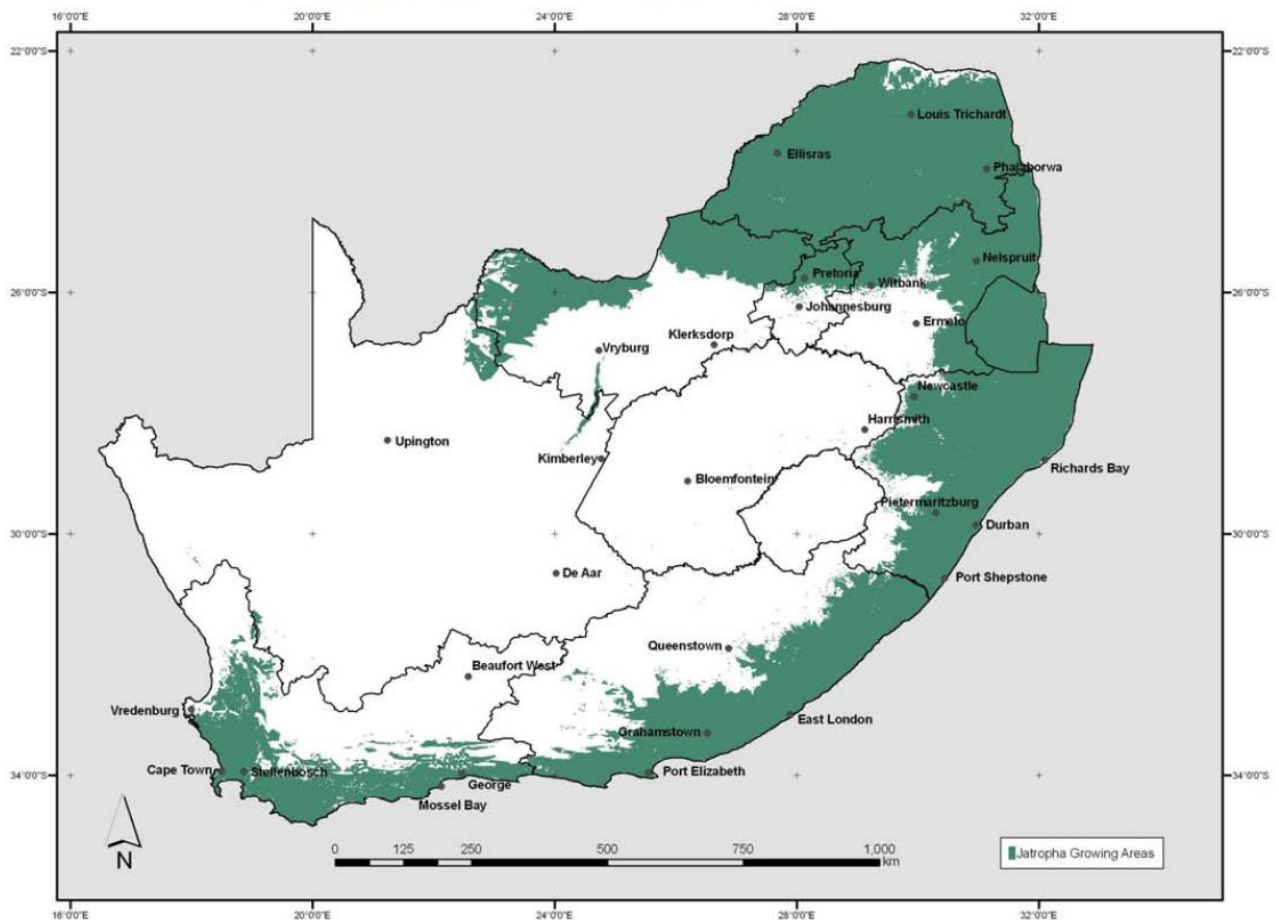 16°0'0"E 20°0'0"E 24°0'0"E 28°0'0"E 32°0'0"E
22°0'0"S 22°0'0"S
Louis Trichardt
Ellisras
Phalaborwa
Nelspruit
Pretoria
Witbank
26°0'0"S 26°0'0"S
Johannesburg
Ermelo
Klerksdorp
Vryburg
Newcastle
Harrismith
Upington
Kimberley
Richards Bay
Bloemfontein
Pietermaritzburg
Durban
30°0'0"S 30°0'0"S
De Aar
Port Shepstone
Queenstown
Beaufort West
Vredenburg
East London
Grahamstown
Cape Town
Stellenbosch
Port Elizabeth
34°0'0"S 34°0'0"S
George
Mossel Bay
N
0 125 250 500 750 1,000
km
Jatropha Growing Areas
16°0'0"E 20°0'0"E 24°0'0"E 28°0'0"E 32°0'0"E